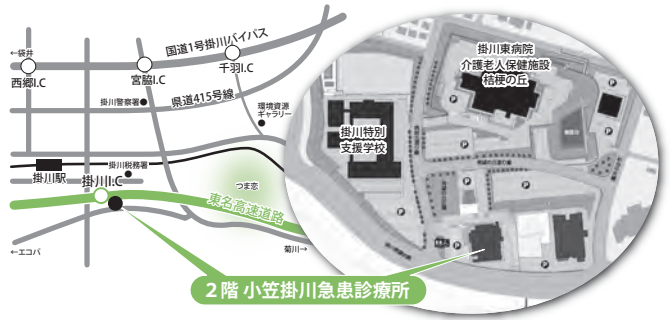 国道1号掛川バイパス
←袋井
西郷I.C
宮脇I.C
千羽I.C
掛川警察署
県道415号線
環境資源
ギャラリー
掛川駅
掛川税務署
掛川I.C
つま恋
東名高速道路
←エコパ
菊川→
掛川東病院
介護老人保健施設
桔梗の丘
掛川特別
支援学校
P
P
P
P
P
P
P
P
P
P
2階 小笠掛川急患診療所